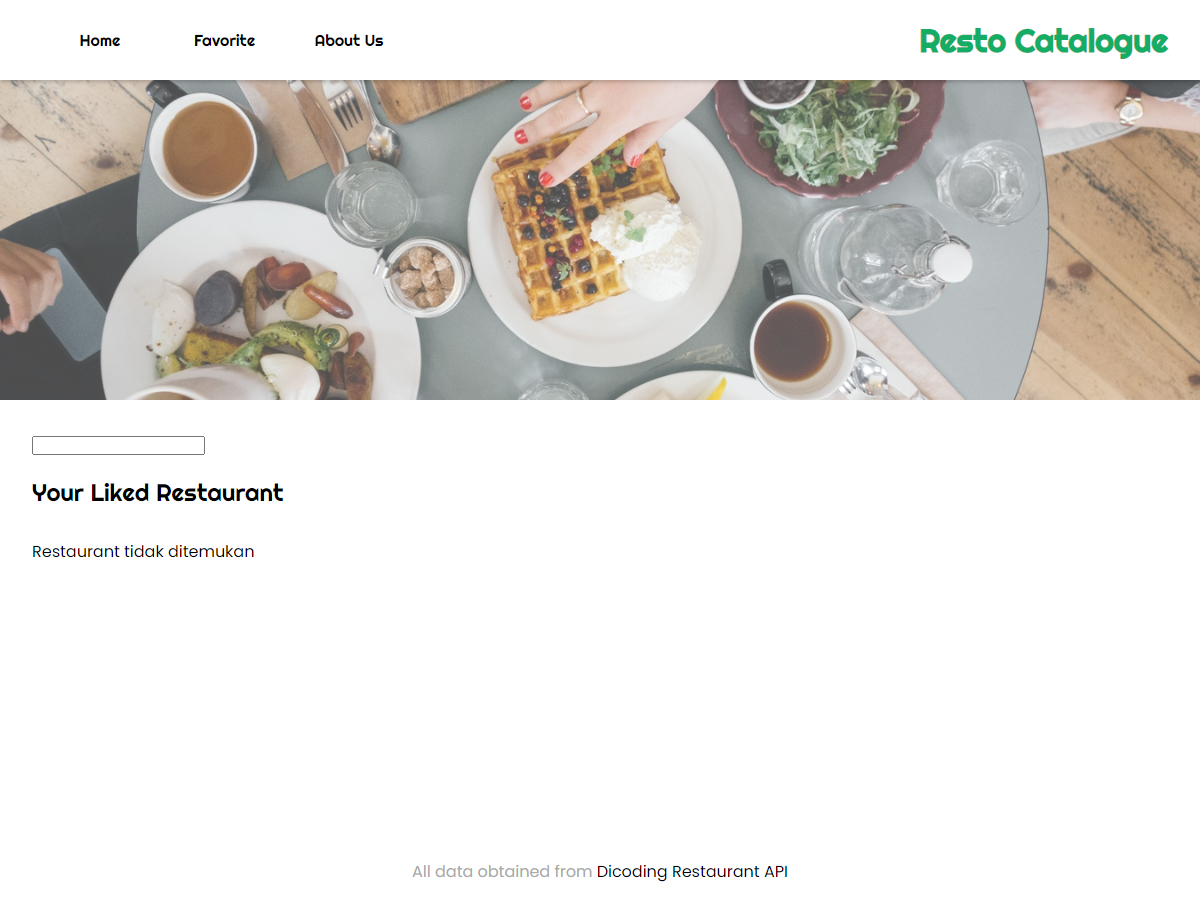 Home Favorite About Us Resto Catalogue
Your Liked Restaurant
Restaurant tidak ditemukan
All data obtained from Dicoding Restaurant API